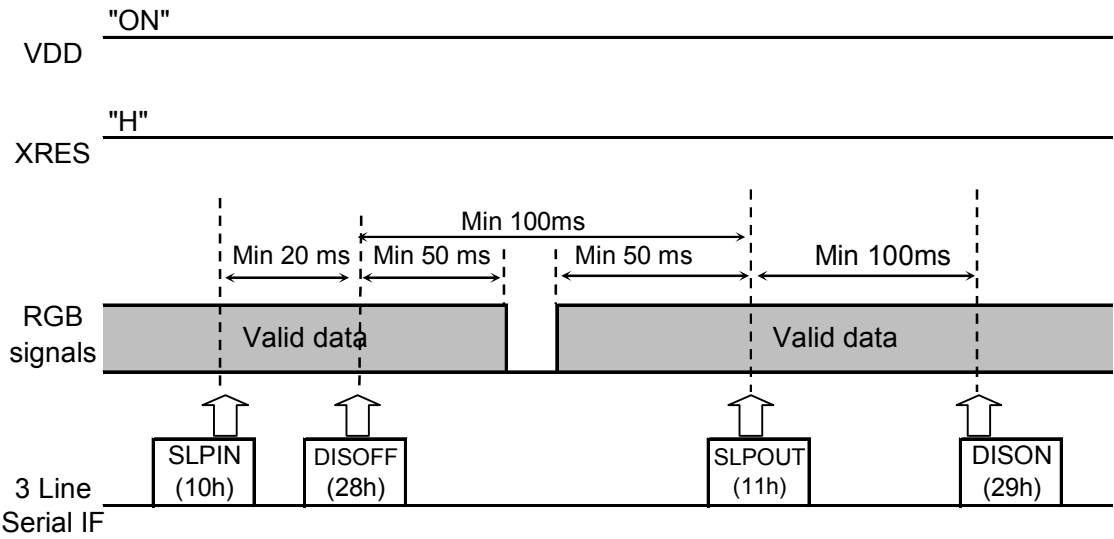 "ON"
VDD
"H"
XRES
Min 100ms
Min 20 ms
Min 50 ms
Min 50 ms
Min 100ms
RGB
signals
Valid data
Valid data
SLPIN
(10h)
DISOFF
(28h)
SLPOUT
(11h)
DISON
(29h)
3 Line
Serial IF